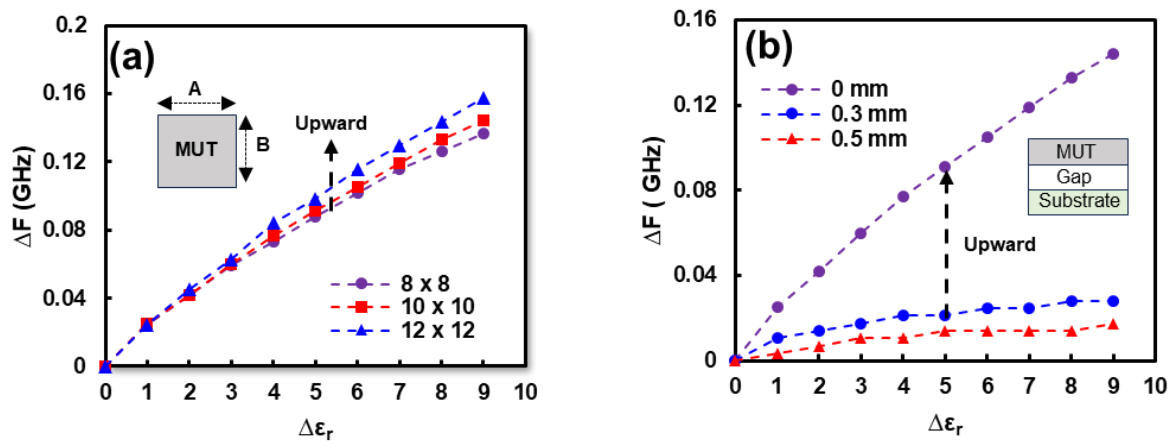 (a)
0.2
0.16
0.12
0.08
0.04
0
ΔF (GHz)
A
B
MUT
Upward
8 x 8
10 x 10
12 x 12
0 1 2 3 4 5 6 7 8 9 10
Δεr
(b)
0.16
0.12
0.08
0.04
0
ΔF ( GHz)
0 mm
0.3 mm
0.5 mm
MUT
Gap
Substrate
Upward
0 1 2 3 4 5 6 7 8 9 10
Δεr